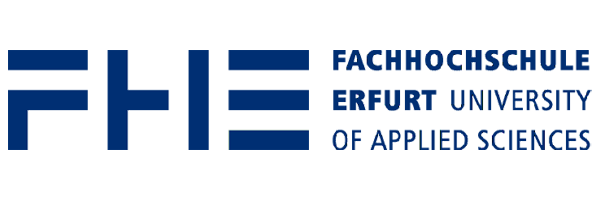 FHE
FACHHOCHSCHULE
ERFURT UNIVERSITY
OF APPLIED SCIENCES